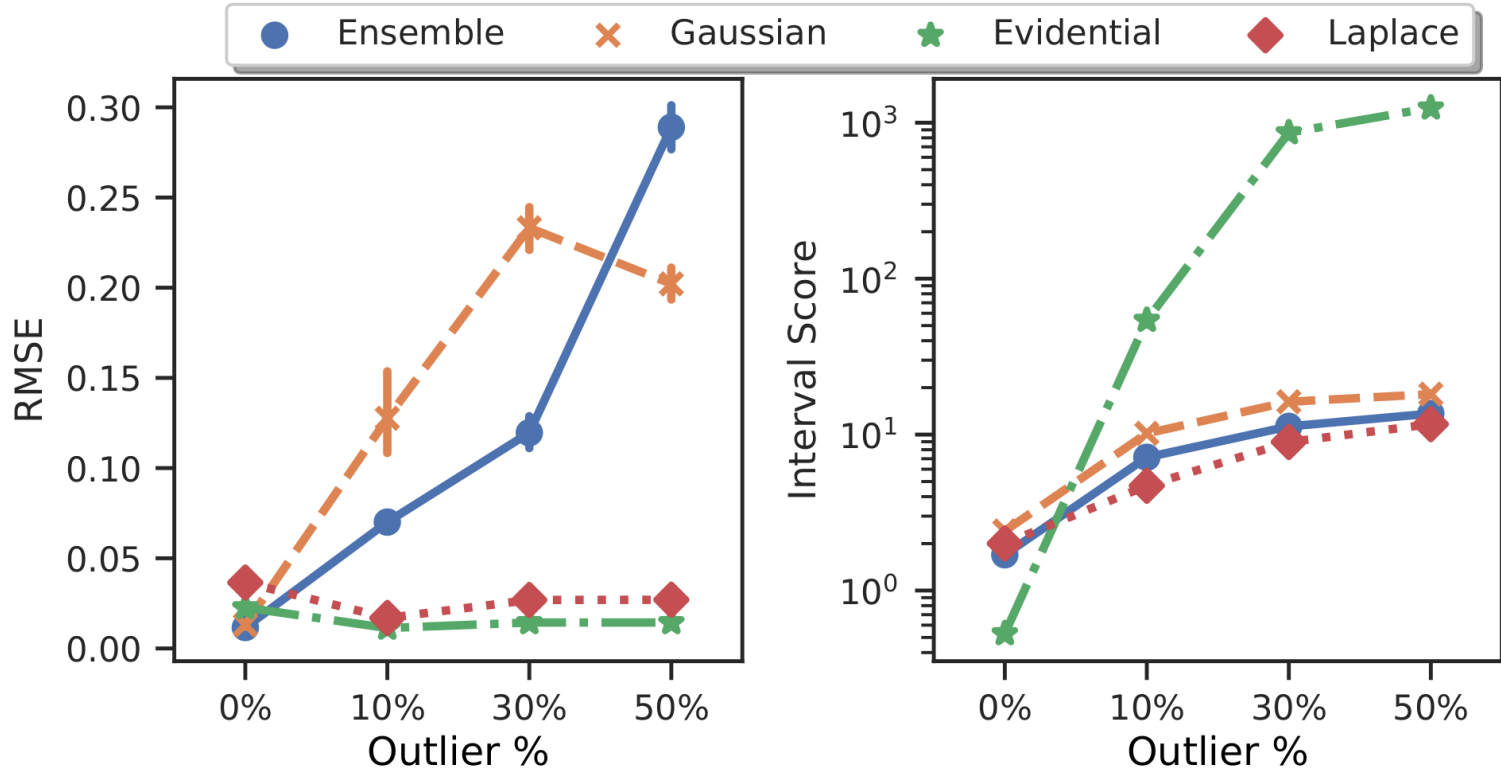 Ensemble Gaussian Evidential Laplace
RMSE
0.30
0.25
0.20
0.15
0.10
0.05
0.00
0% 10% 30% 50%
Outlier %
Interval Score
10³
10²
10¹
10⁰
0% 10% 30% 50%
Outlier %